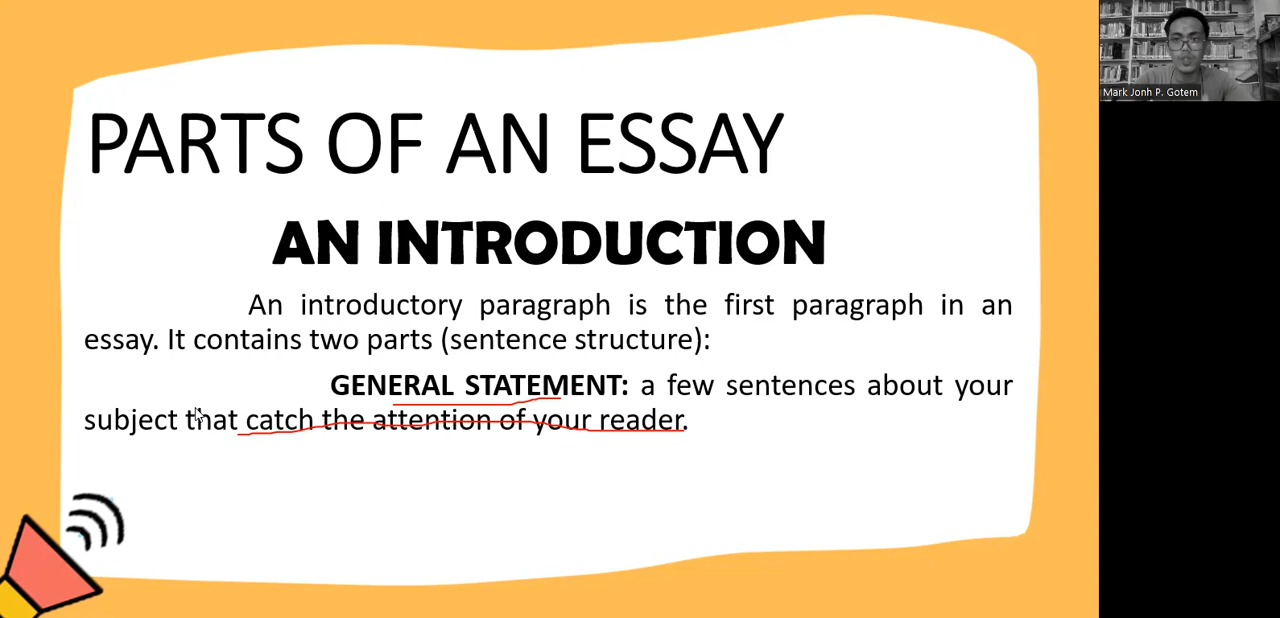 PARTS OF AN ESSAY
AN INTRODUCTION
An introductory paragraph is the first paragraph in an
essay. It contains two parts (sentence structure):
GENERAL STATEMENT: a few sentences about your
subject that catch the attention of your reader.
Mark Jonh P. Gotem